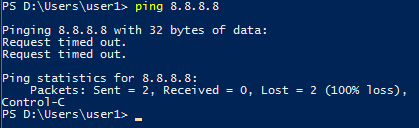 PS D:\Users\user1> ping 8.8.8.8
Pinging 8.8.8.8 with 32 bytes of data:
Request timed out.
Request timed out.
Ping statistics for 8.8.8.8:
    Packets: Sent = 2, Received = 0, Lost = 2 (100% loss),
Control-C
PS D:\Users\user1> _